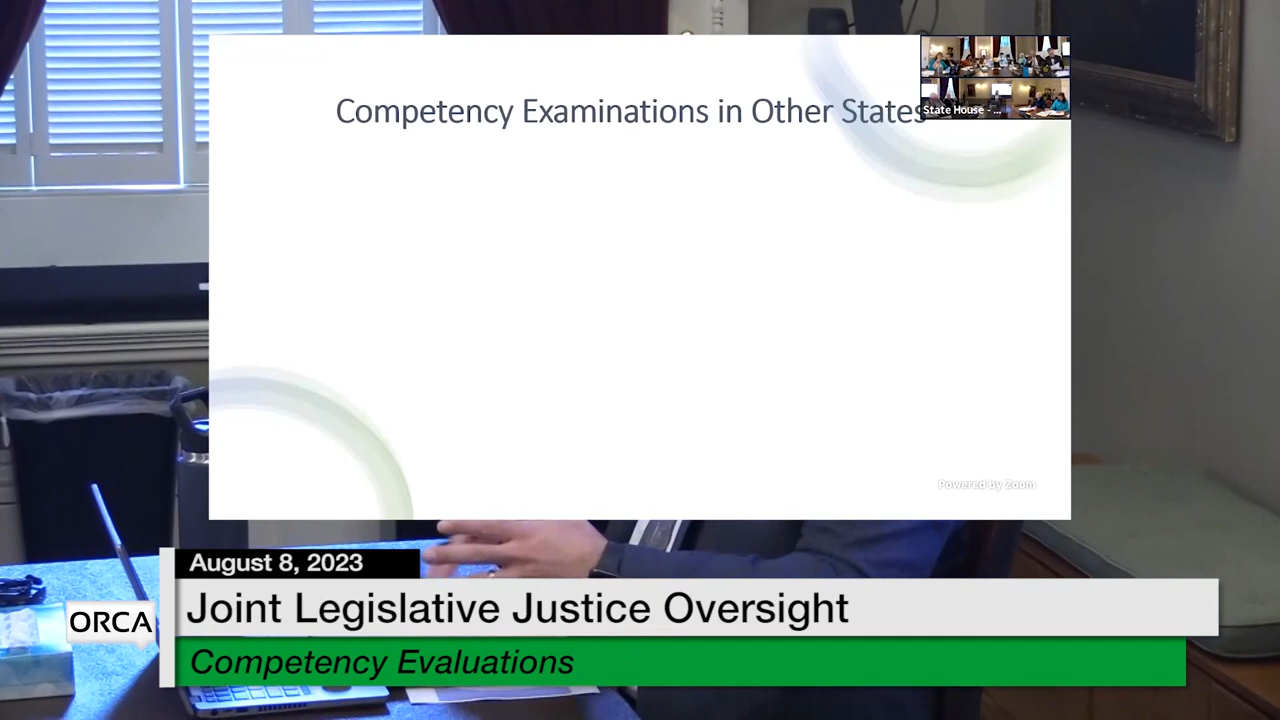 Competency Examinations in Other States
State House - ...
Powered by Zoom
August 8, 2023
Joint Legislative Justice Oversight
ORCA
Competency Evaluations